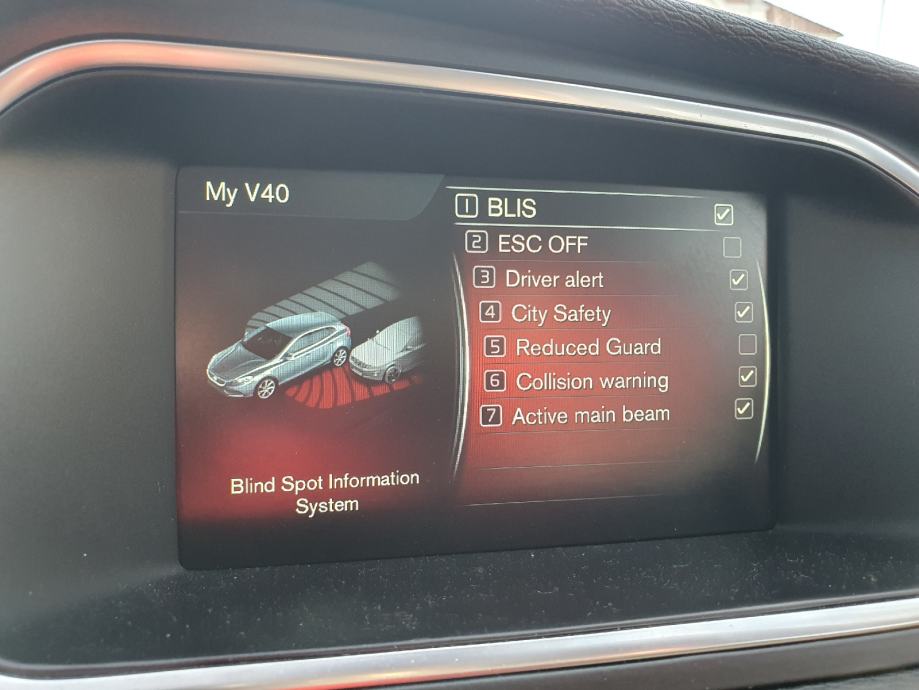 My V40
1 BLIS
2 ESC OFF
3 Driver alert
4 City Safety
5 Reduced Guard
6 Collision warning
7 Active main beam
Blind Spot Information
System